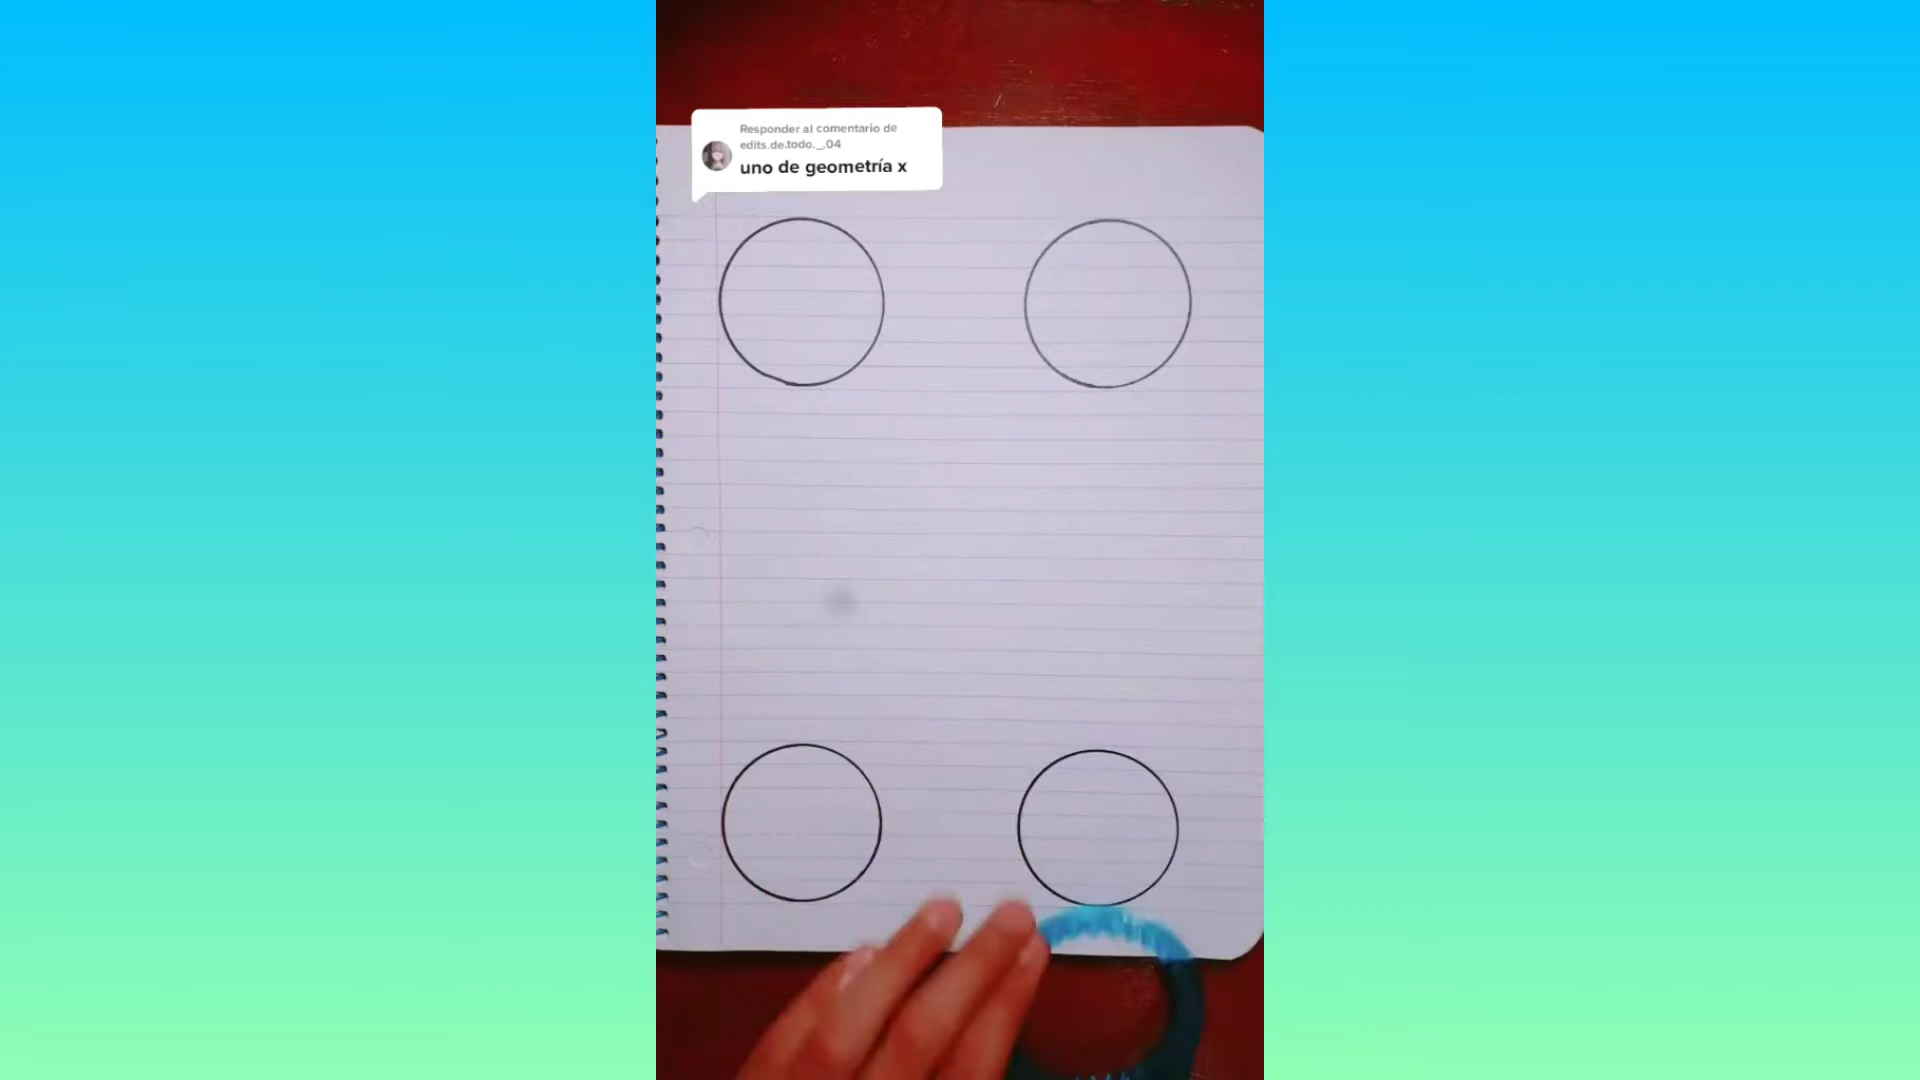 Responder al comentario de
edits.de.todo._.04
uno de geometría x